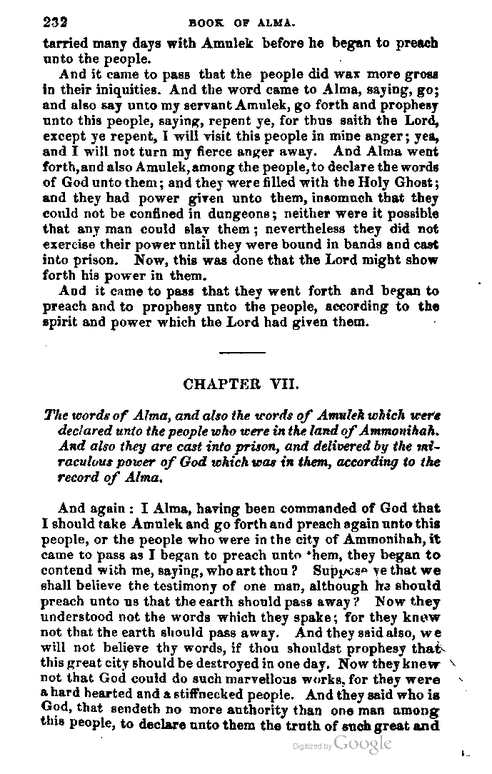 232 BOOK OF ALMA.
tarried many days with Amulek before he began to preach
unto the people.
And it came to pass that the people did wax more gross
in their iniquities. And the word came to Alma, saying, go;
and also say unto my servant Amulek, go forth and prophesy
unto this people, saying, repent ye, for thus saith the Lord,
except ye repent, I will visit this people in mine anger; yea,
and I will not turn my fierce anger away. And Alma went
forth, and also Amulek, among the people, to declare the words
of God unto them; and they were filled with the Holy Ghost;
and they had power given unto them, insomuch that they
could not be confined in dungeons; neither were it possible
that any man could slay them; nevertheless they did not
exercise their power until they were bound in bands and cast
into prison. Now, this was done that the Lord might show
forth his power in them.
And it came to pass that they went forth and began to
preach and to prophesy unto the people, according to the
spirit and power which the Lord had given them.
CHAPTER VII.
The words of Alma, and also the words of Amulek which were
declared unto the people who were in the land of Ammonihah.
And also they are cast into prison, and delivered by the mi-
raculous power of God which was in them, according to the
record of Alma.
And again: I Alma, having been commanded of God that
I should take Amulek and go forth and preach again unto this
people, or the people who were in the city of Ammonihah, it
came to pass as I began to preach unto them, they began to
contend with me, saying, who art thou? Suppose ye that we
shall believe the testimony of one man, although he should
preach unto us that the earth should pass away? Now they
understood not the words which they spake; for they knew
not that the earth should pass away. And they said also, we
will not believe thy words, if thou shouldst prophesy that
this great city should be destroyed in one day. Now they knew
not that God could do such marvellous works, for they were
a hard hearted and a stiffnecked people. And they said who is
God, that sendeth no more authority than one man among
this people, to declare unto them the truth of such great and
Digitized by Google